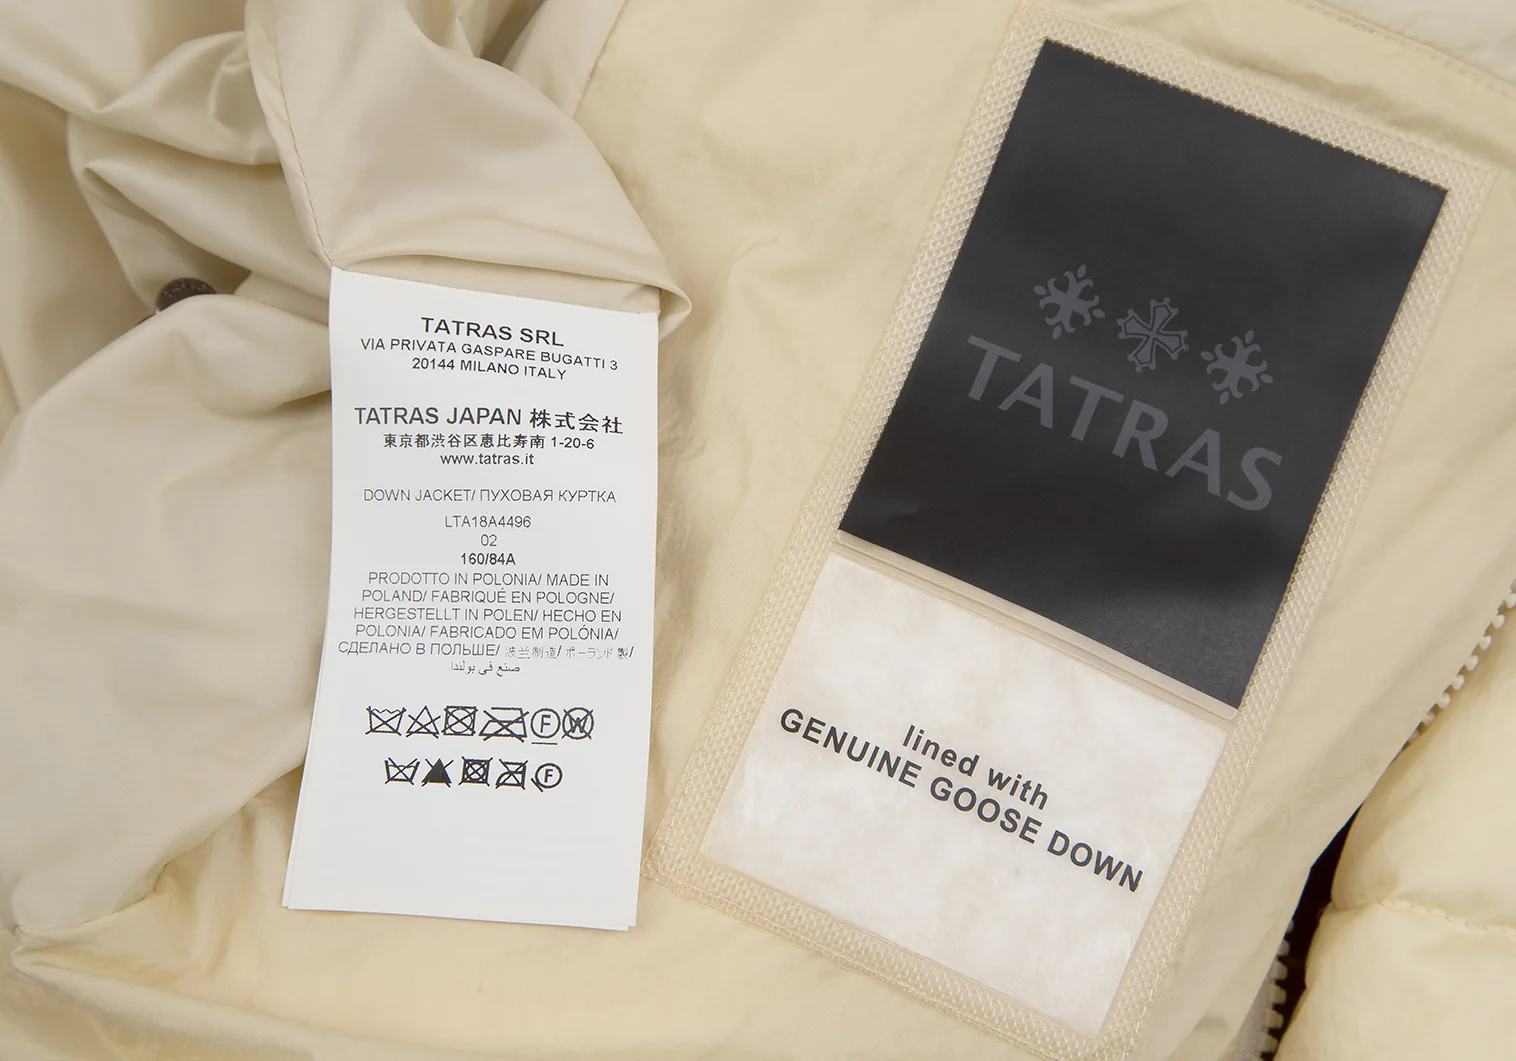 TATRAS SRL
VIA PRIVATA GASPARE BUGATTI 3
20144 MILANO ITALY
TATRAS JAPAN 株式会社
東京都渋谷区恵比寿南 1-20-6
www.tatras.it
DOWN JACKET/ ПУХОВАЯ КУРТКА
LTA18A4496
02
160/84A
PRODOTTO IN POLONIA/ MADE IN
POLAND/ FABRIQUÉ EN POLOGNE/
HERGESTELLT IN POLEN/ HECHO EN
POLONIA/ FABRICADO EM POLÓNIA/
СДЕЛАНО В ПОЛЬШЕ/ 波兰制造/ ポーランド製/
صنع في بولندا
F W
F
TATRAS
lined with
GENUINE GOOSE DOWN